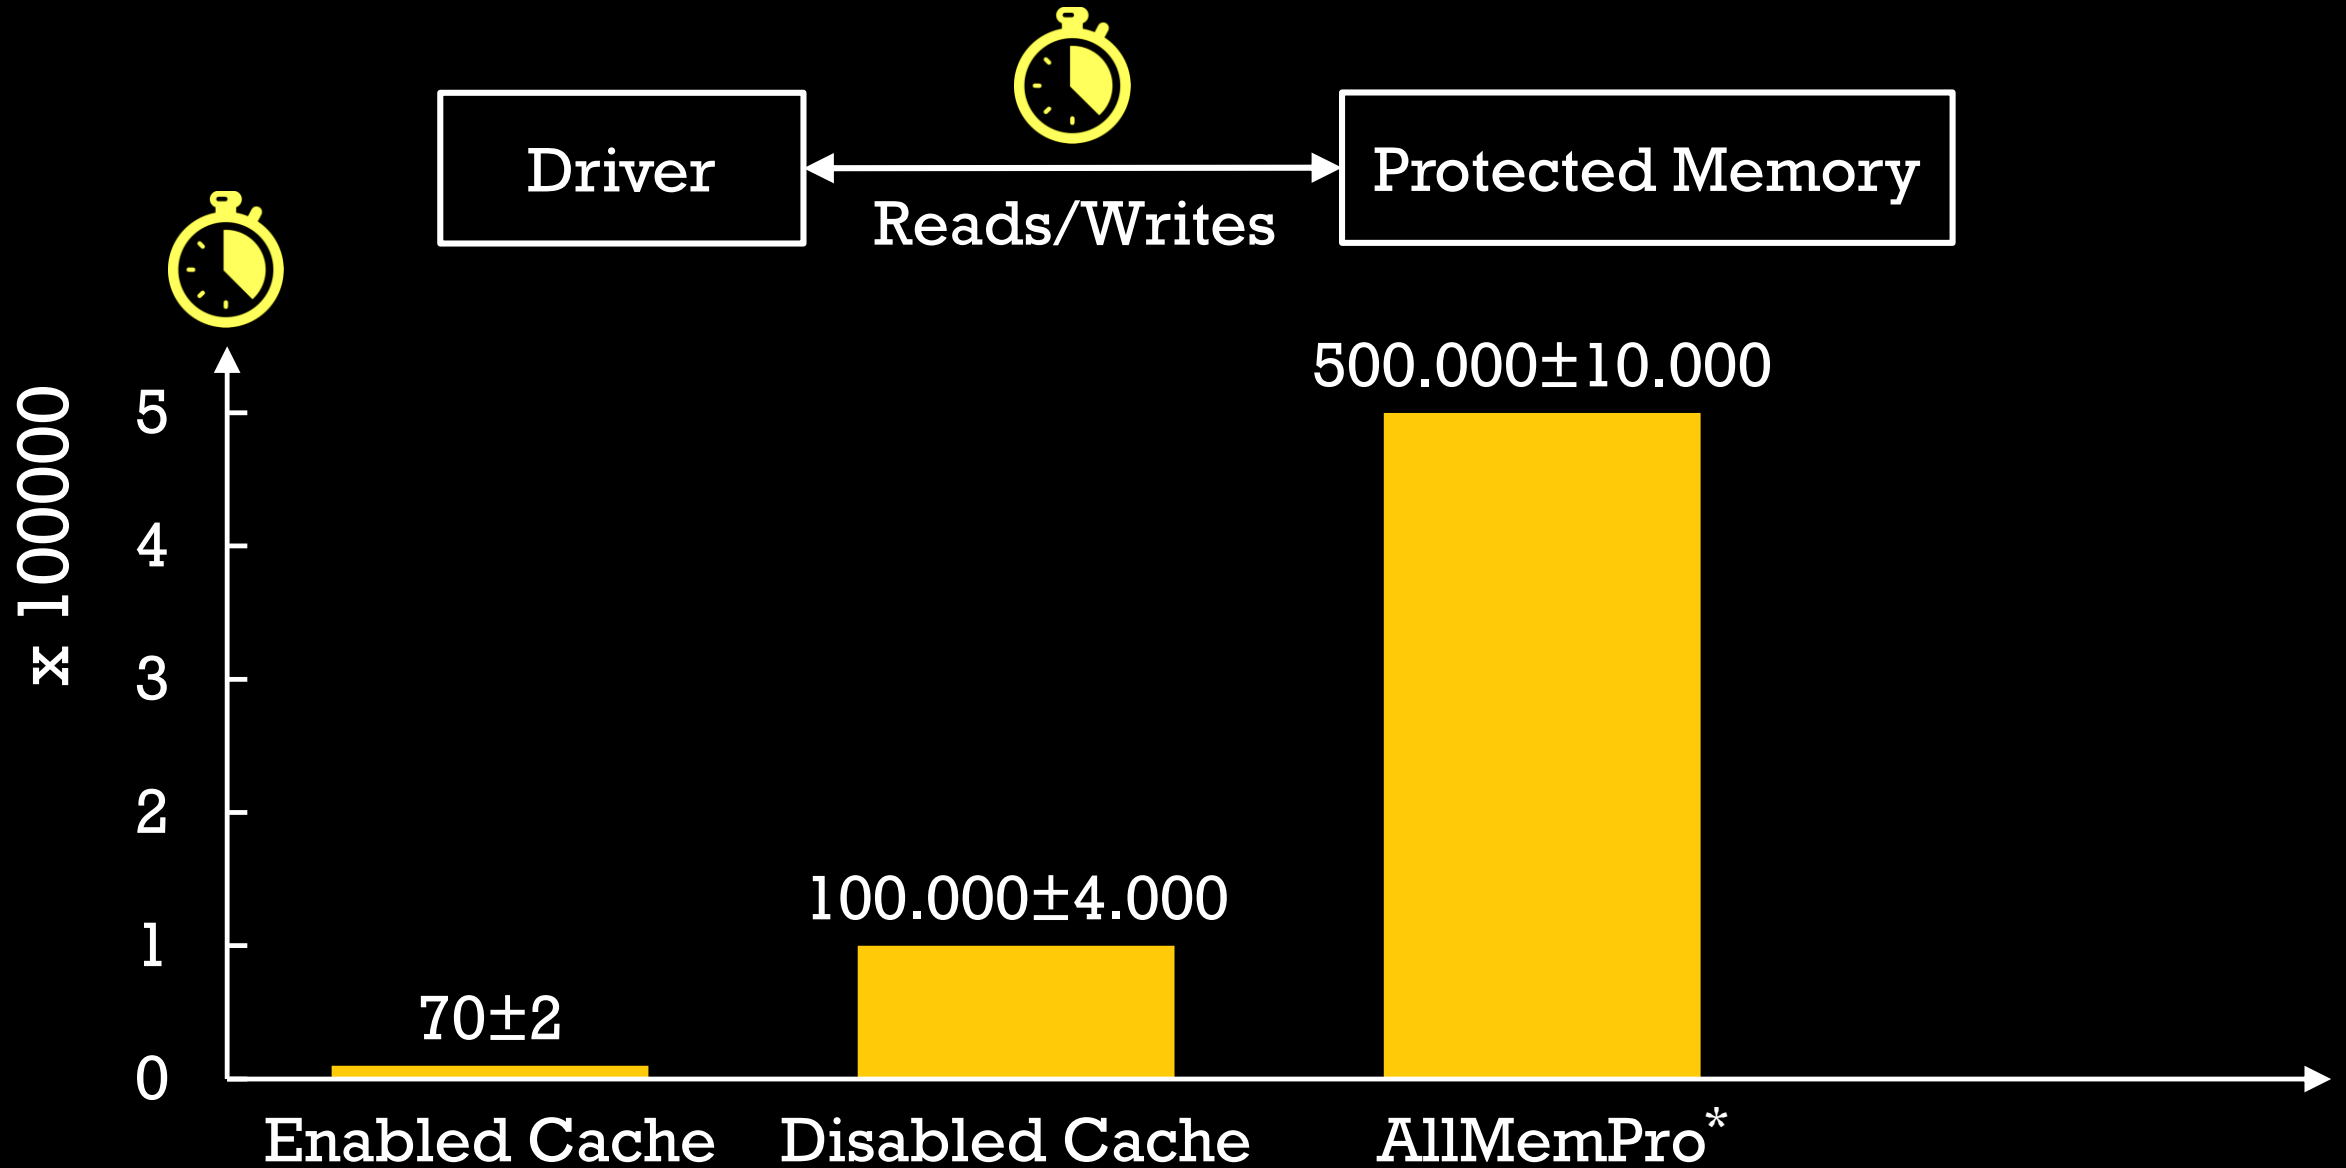 Driver
Reads/Writes
Protected Memory
x 100000
5
4
3
2
1
0
500.000±10.000
100.000±4.000
70±2
Enabled Cache
Disabled Cache
AllMemPro*